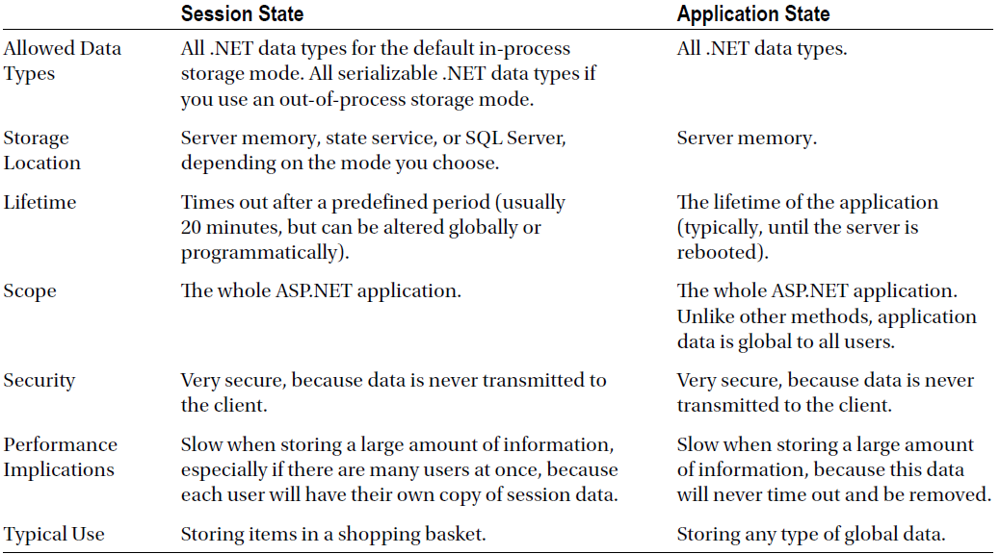 Session State Application State
Allowed Data Types All .NET data types for the default in-process storage mode. All serializable .NET data types if you use an out-of-process storage mode. All .NET data types.
Storage Location Server memory, state service, or SQL Server, depending on the mode you choose. Server memory.
Lifetime Times out after a predefined period (usually 20 minutes, but can be altered globally or programmatically). The lifetime of the application (typically, until the server is rebooted).
Scope The whole ASP.NET application. The whole ASP.NET application. Unlike other methods, application data is global to all users.
Security Very secure, because data is never transmitted to the client. Very secure, because data is never transmitted to the client.
Performance Implications Slow when storing a large amount of information, especially if there are many users at once, because each user will have their own copy of session data. Slow when storing a large amount of information, because this data will never time out and be removed.
Typical Use Storing items in a shopping basket. Storing any type of global data.